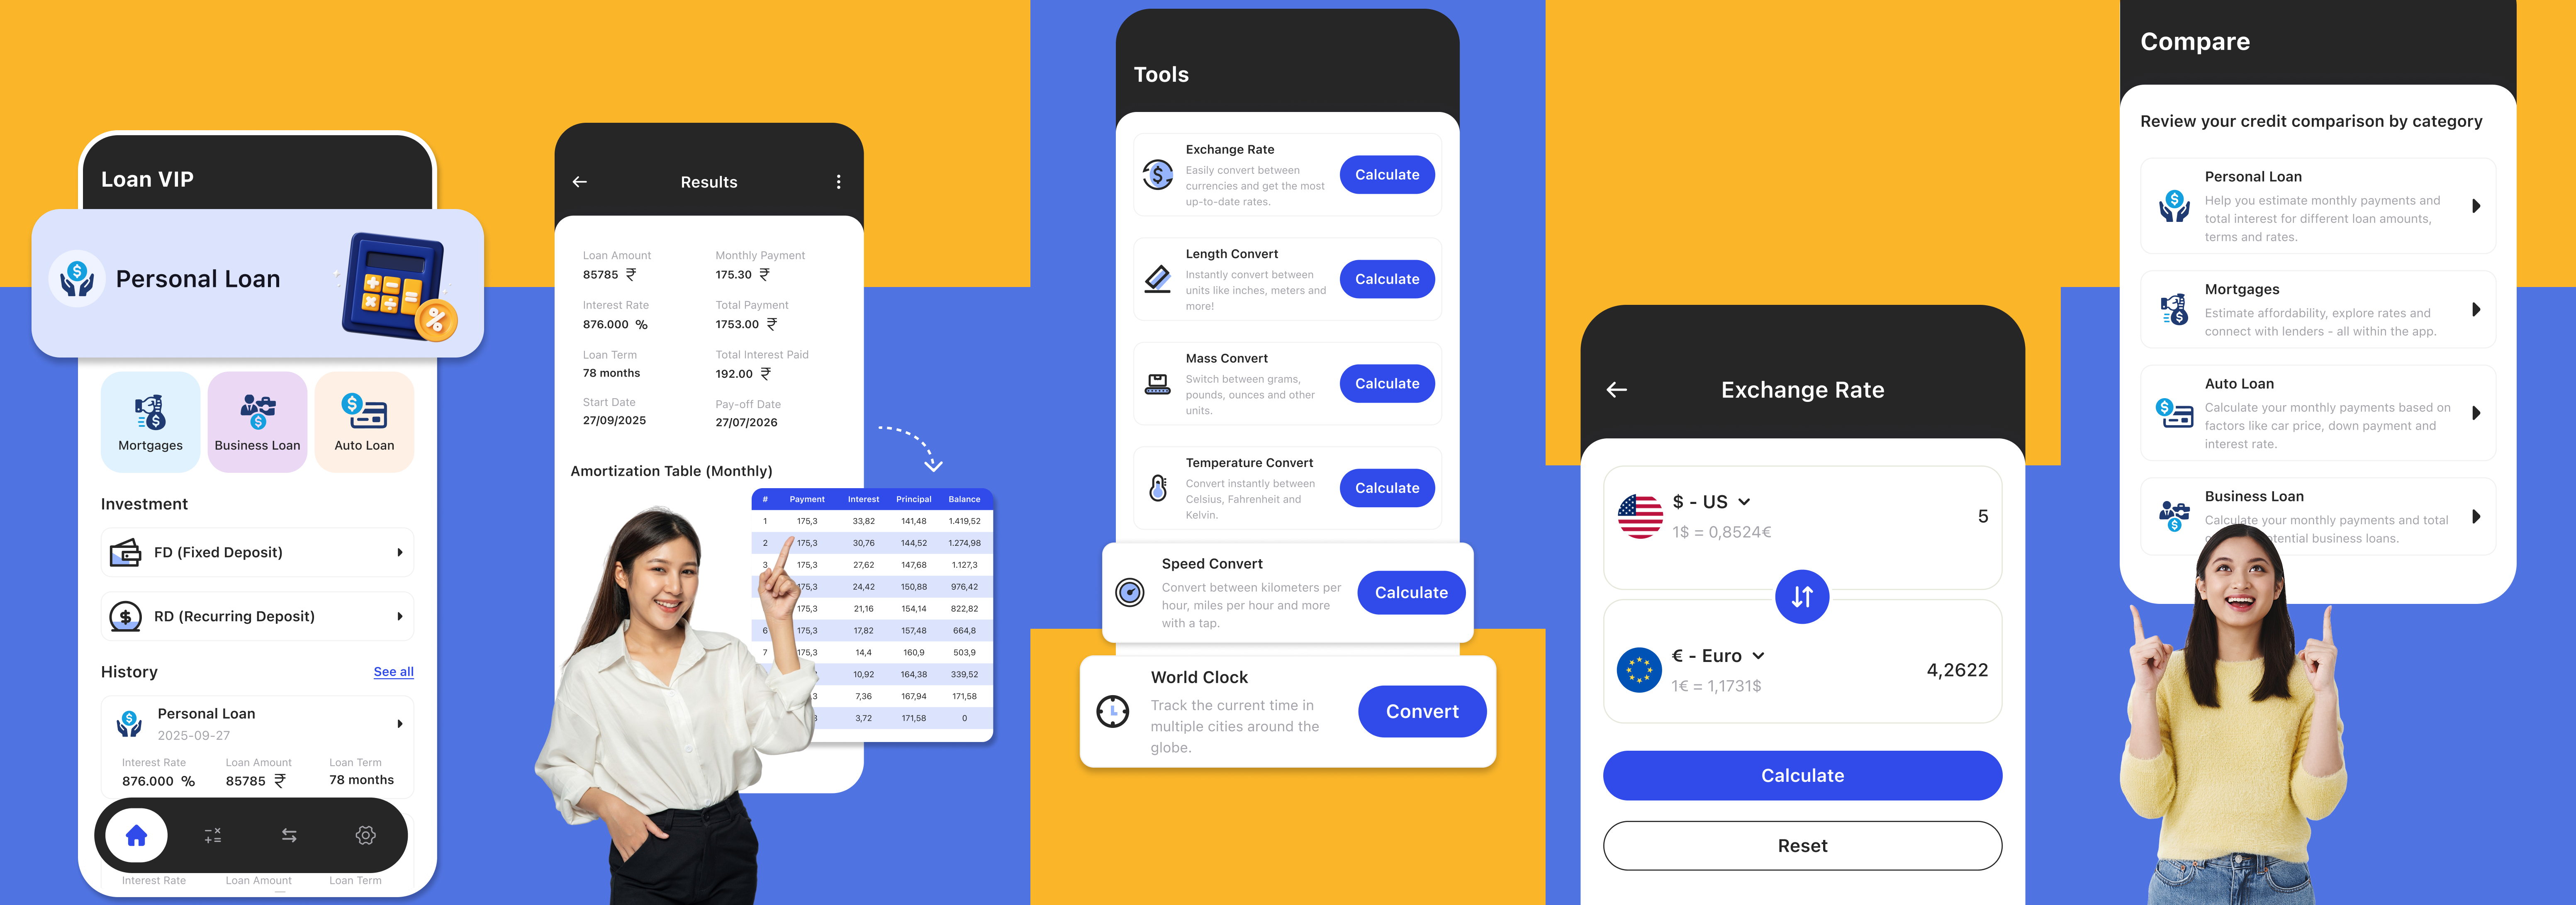 Loan VIP
Personal Loan
Mortgages
Business Loan
Auto Loan
Investment
FD (Fixed Deposit)
RD (Recurring Deposit)
History
See all
Personal Loan
2025-09-27
Interest Rate
Loan Amount
Loan Term
876.000 %
85785 ₹
78 months
Interest Rate
Loan Amount
Loan Term
Results
Loan Amount
Monthly Payment
85785 ₹
175.30 ₹
Interest Rate
Total Payment
876.000 %
1753.00 ₹
Loan Term
Total Interest Paid
78 months
192.00 ₹
Start Date
Pay-off Date
27/09/2025
27/07/2026
Amortization Table (Monthly)
# Payment Interest Principal Balance
1 175,3 33,82 141,48 1.419,52
2 175,3 30,76 144,52 1.274,98
3 175,3 27,62 147,68 1.127,3
175,3 24,42 150,88 976,42
175,3 21,16 154,14 822,82
6 175,3 17,82 157,48 664,8
7 175,3 14,4 160,9 503,9
10,92 164,38 339,52
3 7,36 167,94 171,58
3,72 171,58 0
Tools
Exchange Rate
Easily convert between
currencies and get the most
up-to-date rates.
Calculate
Length Convert
Instantly convert between
units like inches, meters and
more!
Calculate
Mass Convert
Switch between grams,
pounds, ounces and other
units.
Calculate
Temperature Convert
Convert instantly between
Celsius, Fahrenheit and
Kelvin.
Calculate
Speed Convert
Convert between kilometers per
hour, miles per hour and more
with a tap.
Calculate
World Clock
Track the current time in
multiple cities around the
globe.
Convert
Exchange Rate
$ - US
1$ = 0,8524€
5
€ - Euro
1€ = 1,1731$
4,2622
Calculate
Reset
Compare
Review your credit comparison by category
Personal Loan
Help you estimate monthly payments and
total interest for different loan amounts,
terms and rates.
Mortgages
Estimate affordability, explore rates and
connect with lenders - all within the app.
Auto Loan
Calculate your monthly payments based on
factors like car price, down payment and
interest rate.
Business Loan
Calculate your monthly payments and total
business loans.